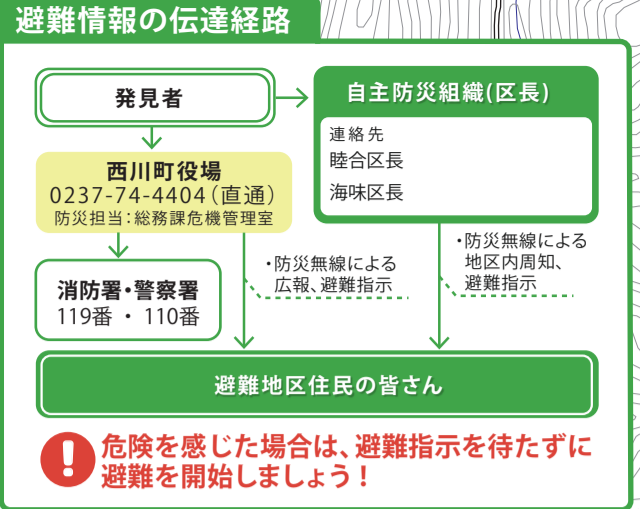 避難情報の伝達経路
発見者
自主防災組織(区長)
連絡先
睦合区長
海味区長
西川町役場
0237-74-4404（直通）
防災担当：総務課危機管理室
消防署・警察署
119番 ・ 110番
・防災無線による
広報、避難指示
・防災無線による
地区内周知、
避難指示
避難地区住民の皆さん
危険を感じた場合は、避難指示を待たずに
避難を開始しましょう！